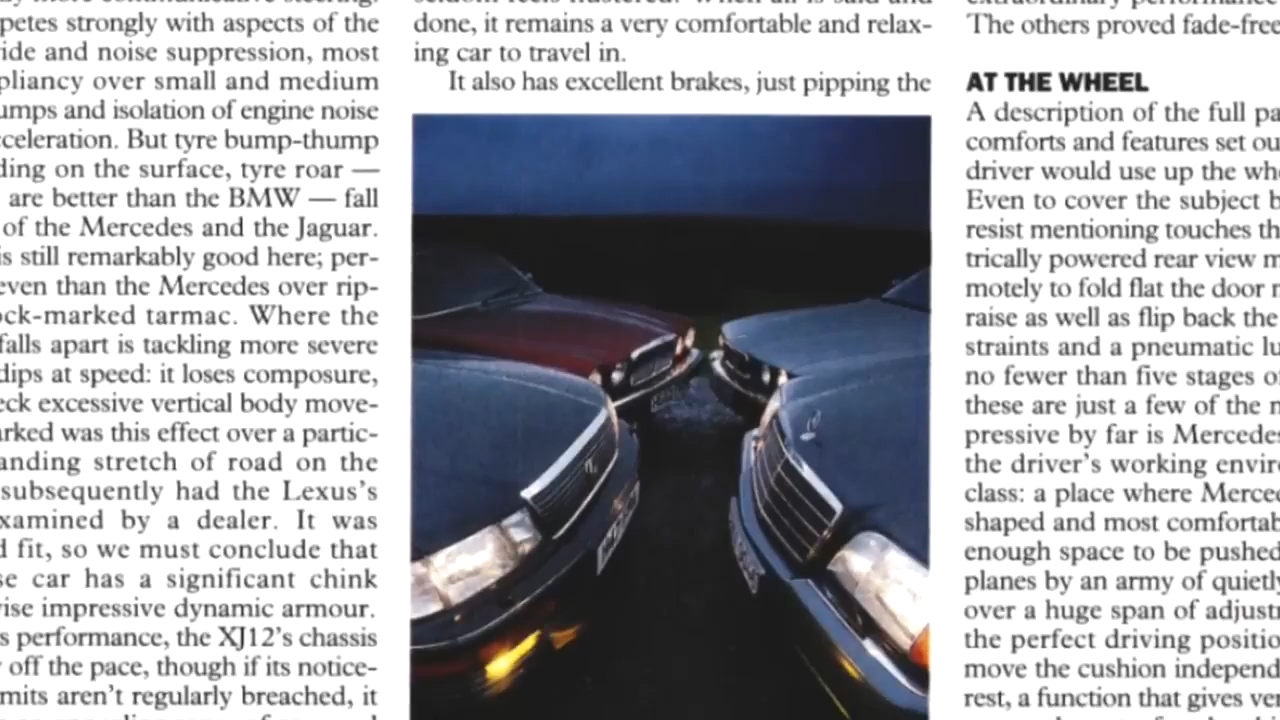 petes strongly with aspects of the
ide and noise suppression, most
pliancy over small and medium
umps and isolation of engine noise
celeration. But tyre bump-thump
ding on the surface, tyre roar —
are better than the BMW — fall
of the Mercedes and the Jaguar.
is still remarkably good here; per-
even than the Mercedes over rip-
ock-marked tarmac. Where the
falls apart is tackling more severe
dips at speed: it loses composure,
eck excessive vertical body move-
arked was this effect over a partic-
anding stretch of road on the
subsequently had the Lexus's
xamined by a dealer. It was
d fit, so we must conclude that
se car has a significant chink
wise impressive dynamic armour.
s performance, the XJ12's chassis
off the pace, though if its notice-
mits aren't regularly breached, it
done, it remains a very comfortable and relax-
ing car to travel in.
It also has excellent brakes, just pipping the
The others proved fade-free
AT THE WHEEL
A description of the full pa
comforts and features set ou
driver would use up the who
Even to cover the subject b
resist mentioning touches th
trically powered rear view m
motely to fold flat the door m
raise as well as flip back the
straints and a pneumatic lu
no fewer than five stages of
these are just a few of the m
pressive by far is Mercedes
the driver's working enviro
class: a place where Merced
shaped and most comfortab
enough space to be pushed
planes by an army of quietly
over a huge span of adjustm
the perfect driving position
move the cushion independ
rest, a function that gives ver